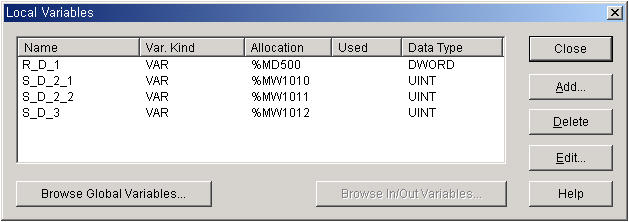 Local Variables
Name Var. Kind Allocation Used Data Type
R_D_1 VAR %MD500 DWORD
S_D_2_1 VAR %MW1010 UINT
S_D_2_2 VAR %MW1011 UINT
S_D_3 VAR %MW1012 UINT
Close
Add...
Delete
Edit...
Browse Global Variables... Browse In/Out Variables... Help